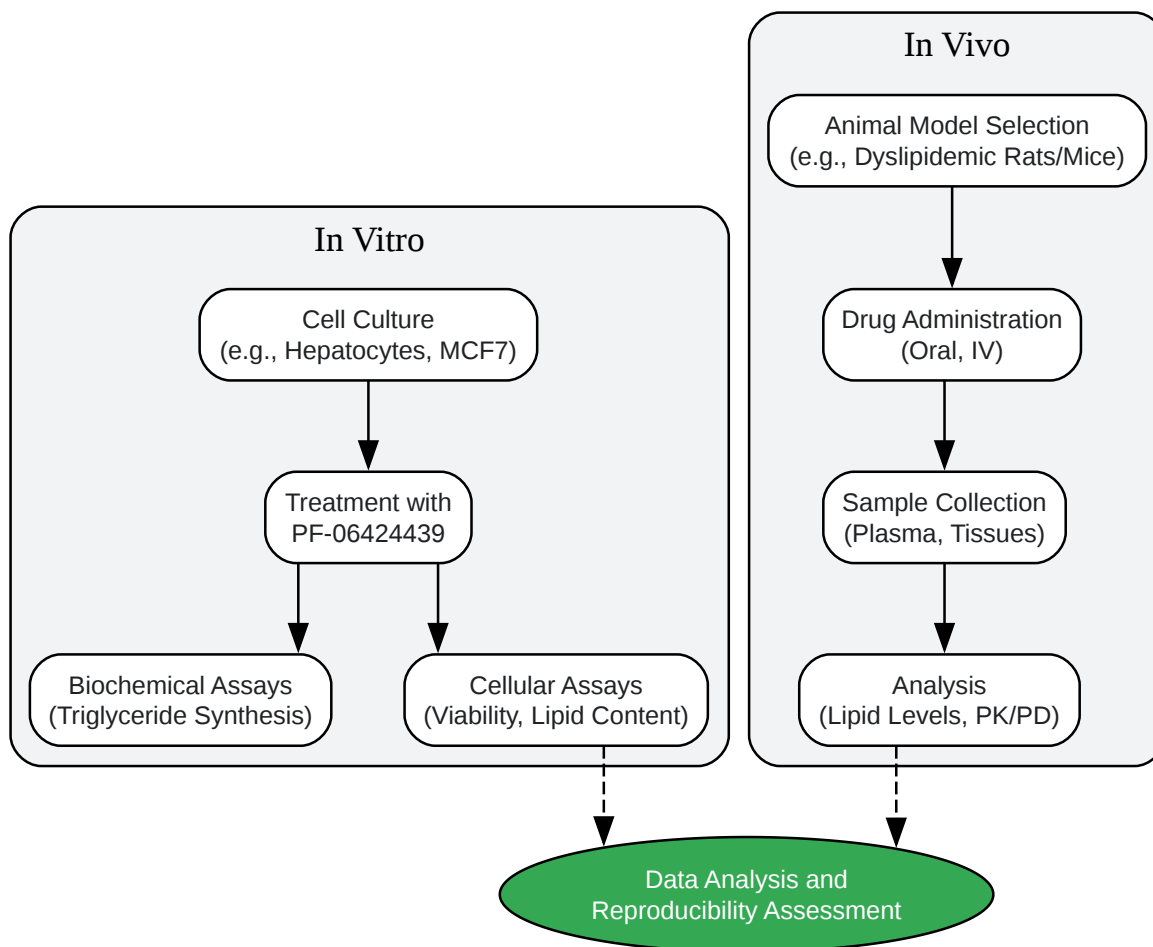 In Vitro
Cell Culture
(e.g., Hepatocytes, MCF7)
Treatment with
PF-06424439
Biochemical Assays
(Triglyceride Synthesis)
Cellular Assays
(Viability, Lipid Content)
In Vivo
Animal Model Selection
(e.g., Dyslipidemic Rats/Mice)
Drug Administration
(Oral, IV)
Sample Collection
(Plasma, Tissues)
Analysis
(Lipid Levels, PK/PD)
Data Analysis and
Reproducibility Assessment